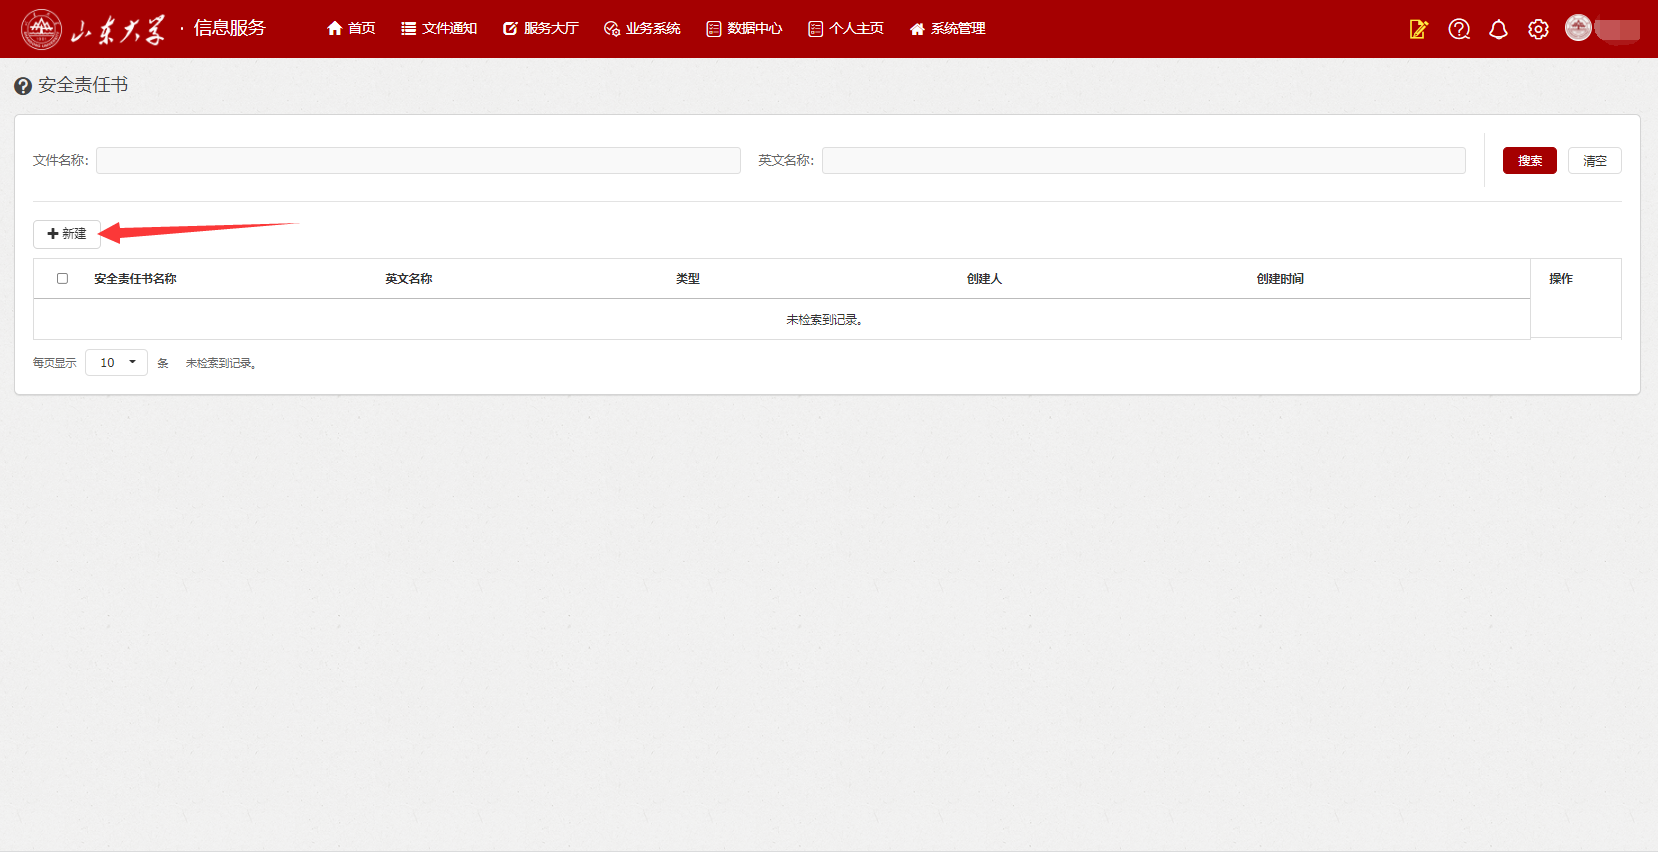 山东大学 · 信息服务 首页 文件通知 服务大厅 业务系统 数据中心 个人主页 系统管理
安全责任书
文件名称: 英文名称: 搜索 清空
新建
安全责任书名称 英文名称 类型 创建人 创建时间 操作
未检索到记录。
每页显示 10 条 未检索到记录。